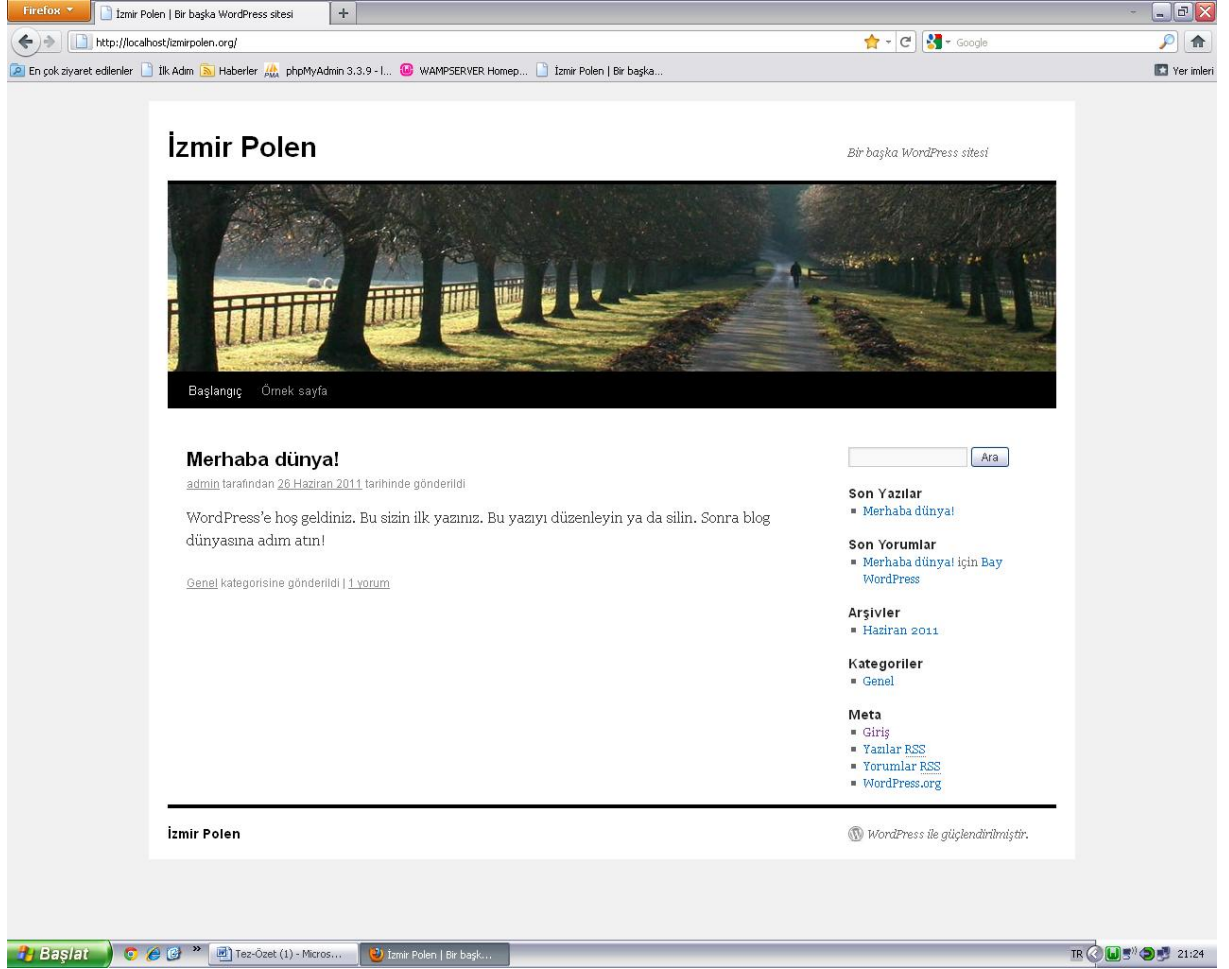 Firefox
İzmir Polen | Bir başka WordPress sitesi
http://localhost/izmirpolen.org/
Google
En çok ziyaret edilenler
İlk Adım
Haberler
phpMyAdmin 3.3.9 - l...
WAMPSERVER Homep...
İzmir Polen | Bir başka...
Yer imleri
İzmir Polen
Bir başka WordPress sitesi
Başlangıç Örnek sayfa
Merhaba dünya!
admin tarafından 26 Haziran 2011 tarihinde gönderildi
WordPress’e hoş geldiniz. Bu sizin ilk yazınız. Bu yazıyı düzenleyin ya da silin. Sonra blog
dünyasına adım atın!
Genel kategorisine gönderildi | 1 yorum
Ara
Son Yazılar
Merhaba dünya!
Son Yorumlar
Merhaba dünya! için Bay
WordPress
Arşivler
Haziran 2011
Kategoriler
Genel
Meta
Giriş
Yazılar RSS
Yorumlar RSS
WordPress.org
İzmir Polen
WordPress ile güçlendirilmiştir.
Başlat
Tez-Özet (1) - Micros...
İzmir Polen | Bir başk...
TR
21:24